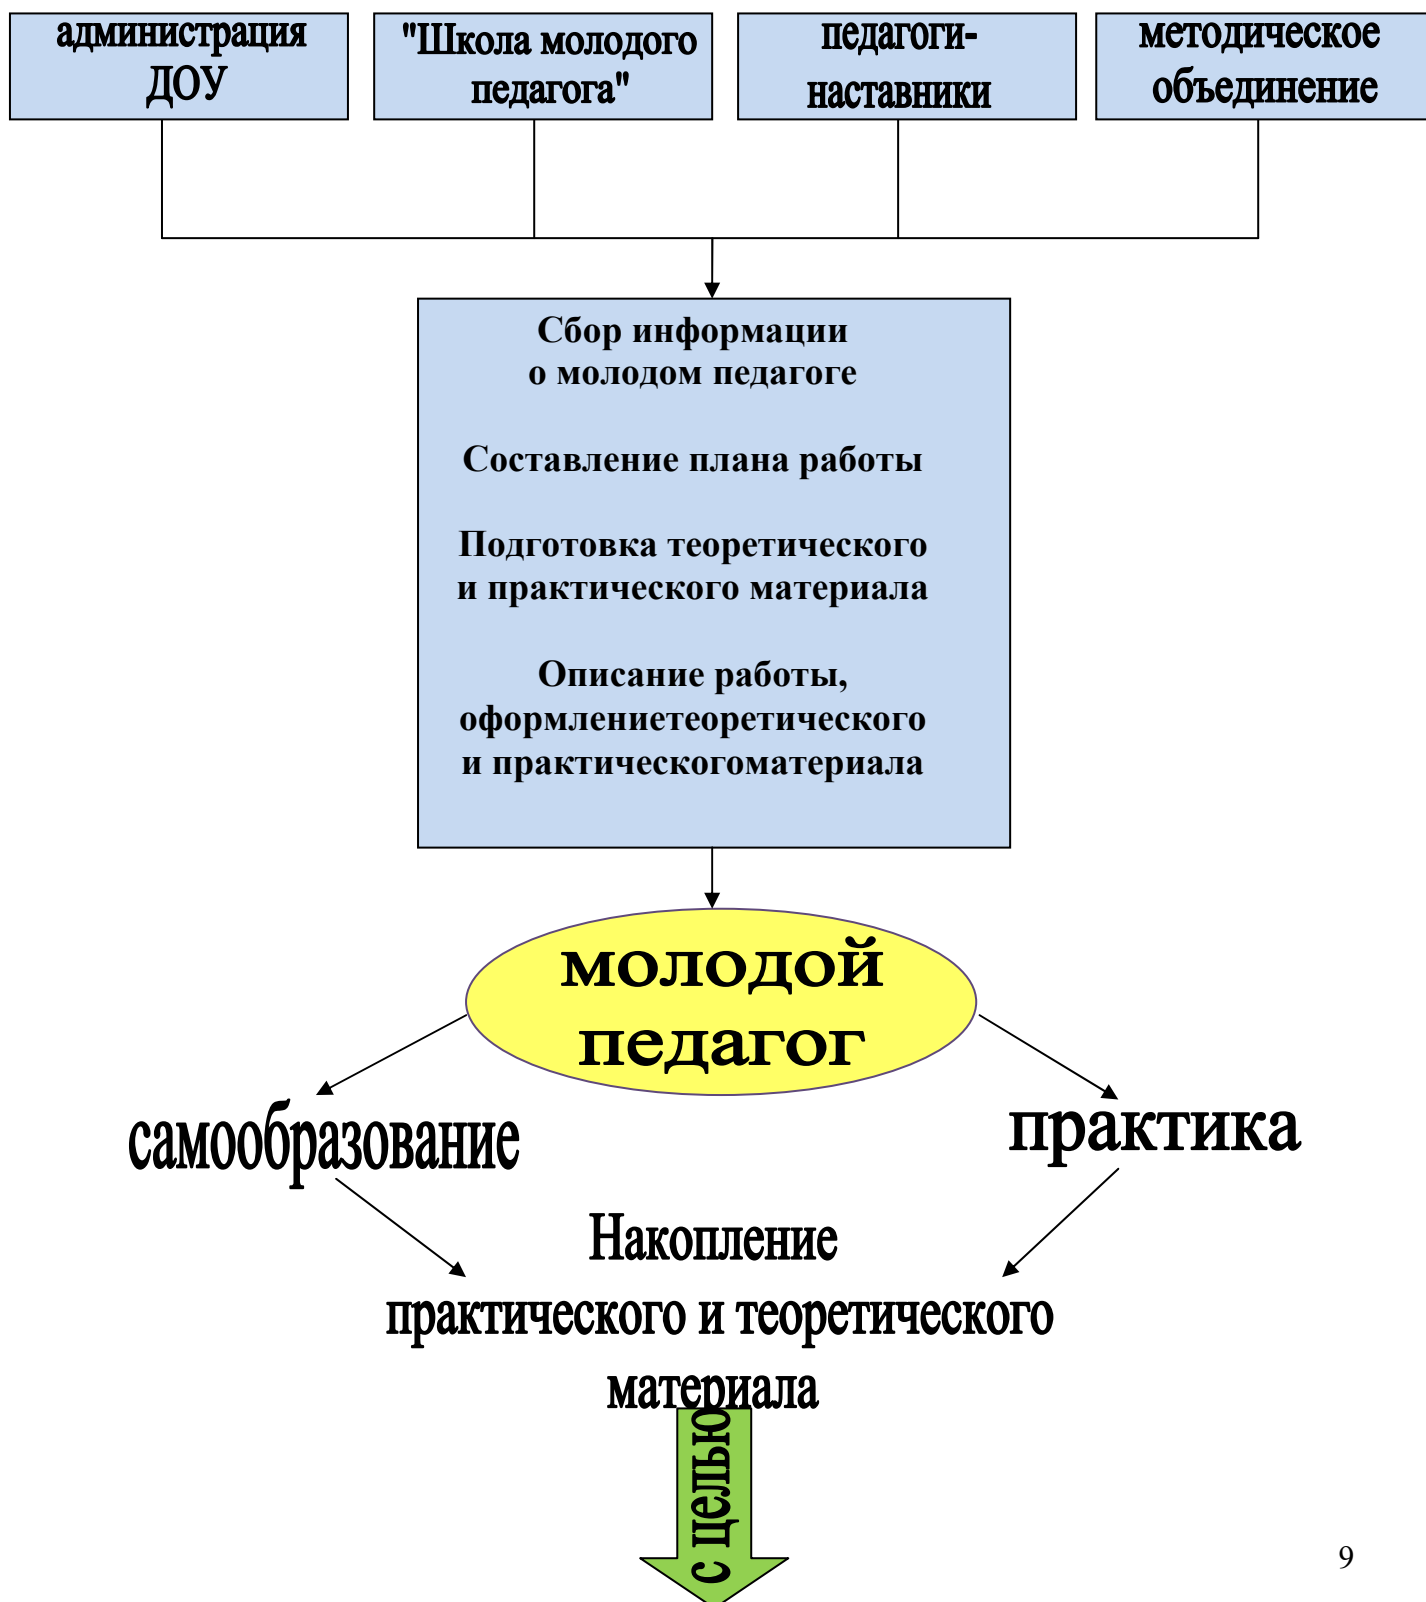 администрация
ДОУ
"Школа молодого
педагога"
педагоги-
наставники
методическое
объединение
Сбор информации
о молодом педагоге
Составление плана работы
Подготовка теоретического
и практического материала
Описание работы,
оформлениетеоретического
и практическогоматериала
молодой
педагог
самообразование
практика
Накопление
практического и теоретического
материала
с целью
9